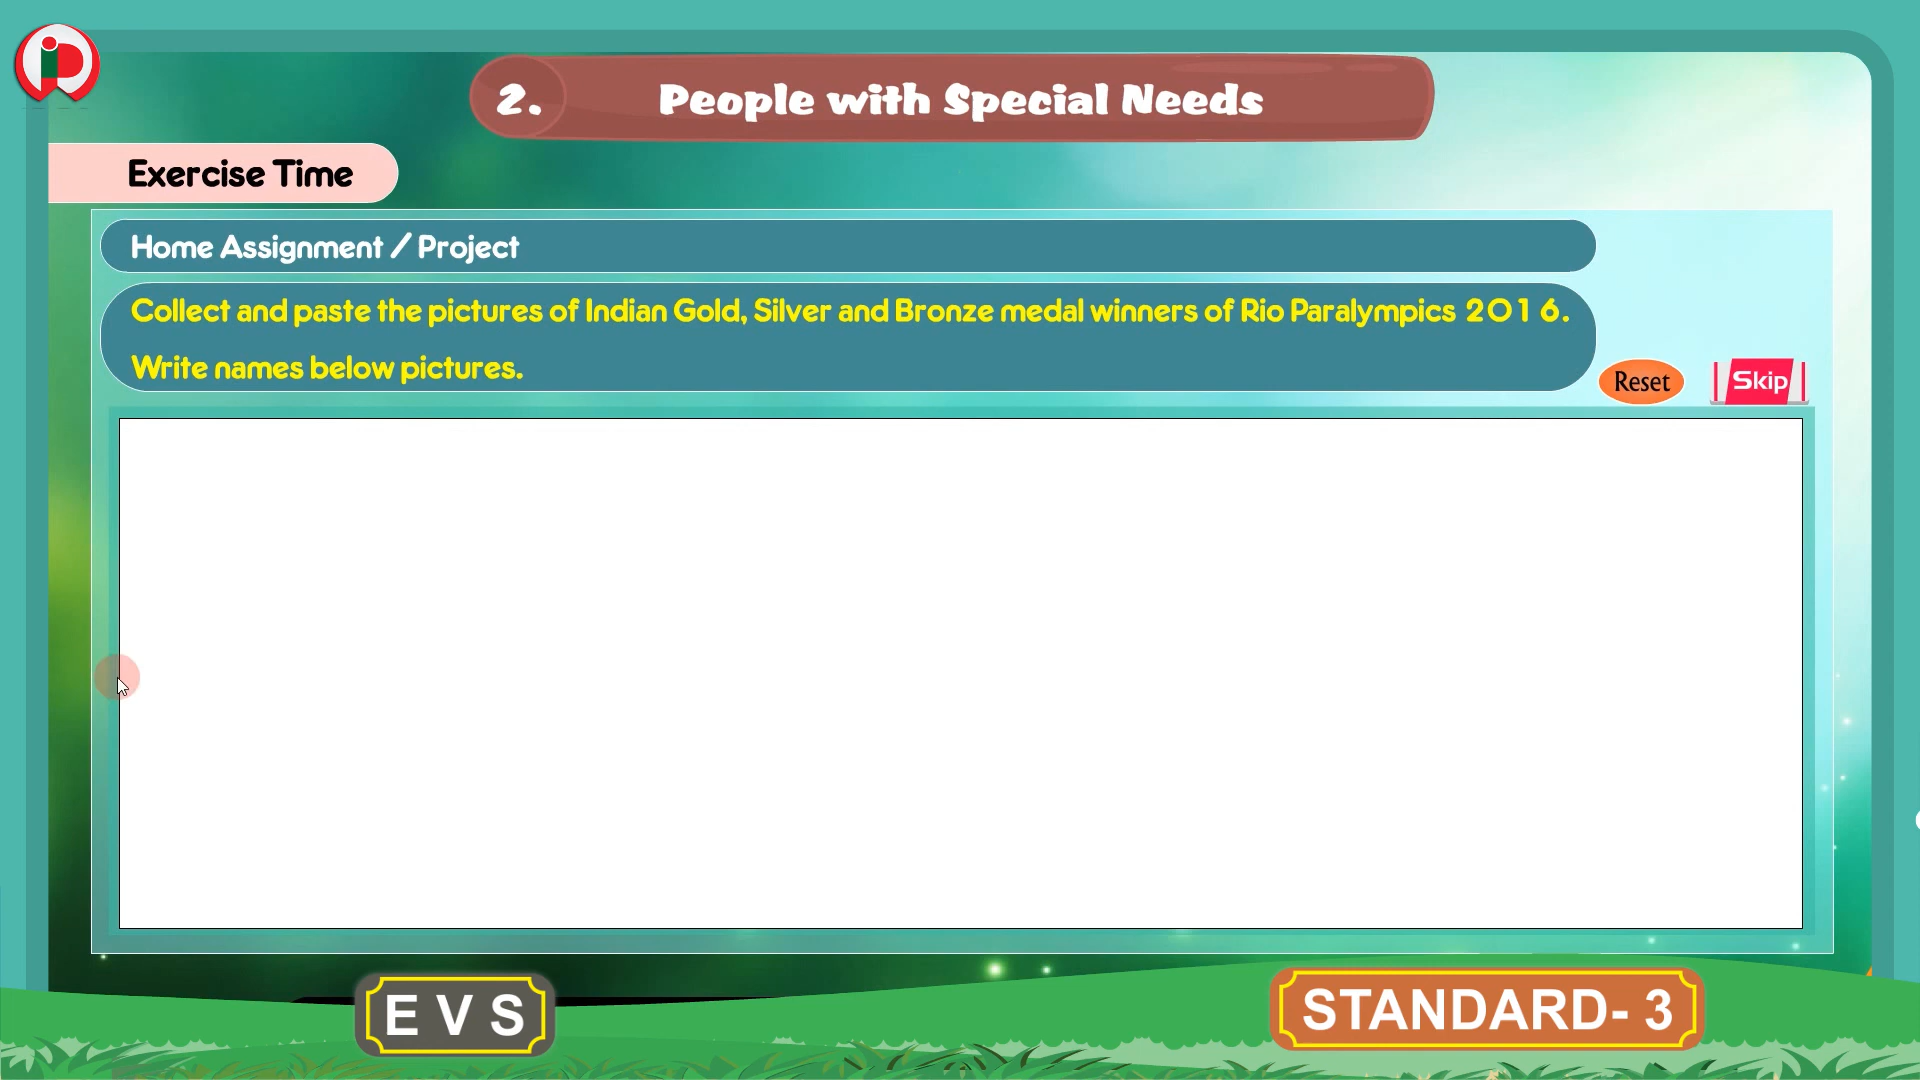 2. People with Special Needs
Exercise Time
Home Assignment / Project
Collect and paste the pictures of Indian Gold, Silver and Bronze medal winners of Rio Paralympics 2016.
Write names below pictures.
Reset Skip
E V S
STANDARD- 3